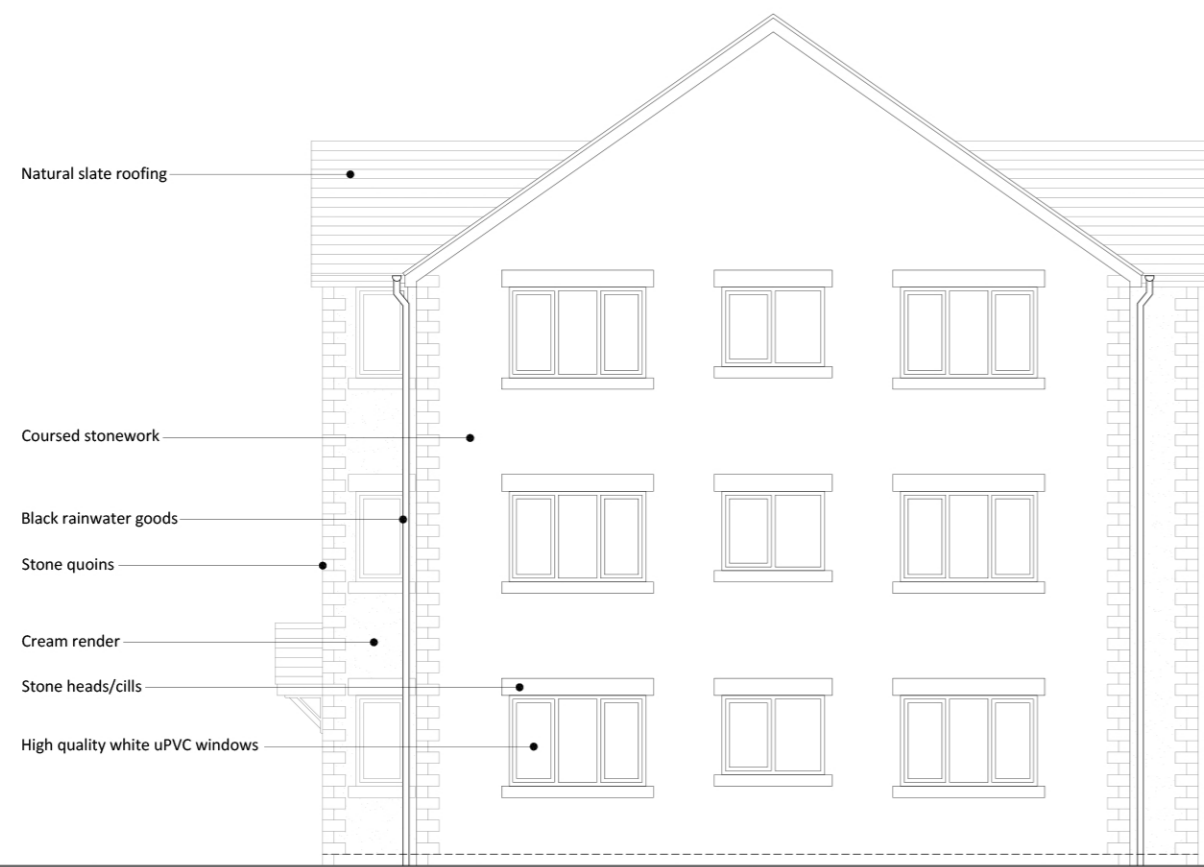 Natural slate roofing
Coursed stonework
Black rainwater goods
Stone quoins
Cream render
Stone heads/cills
High quality white uPVC windows